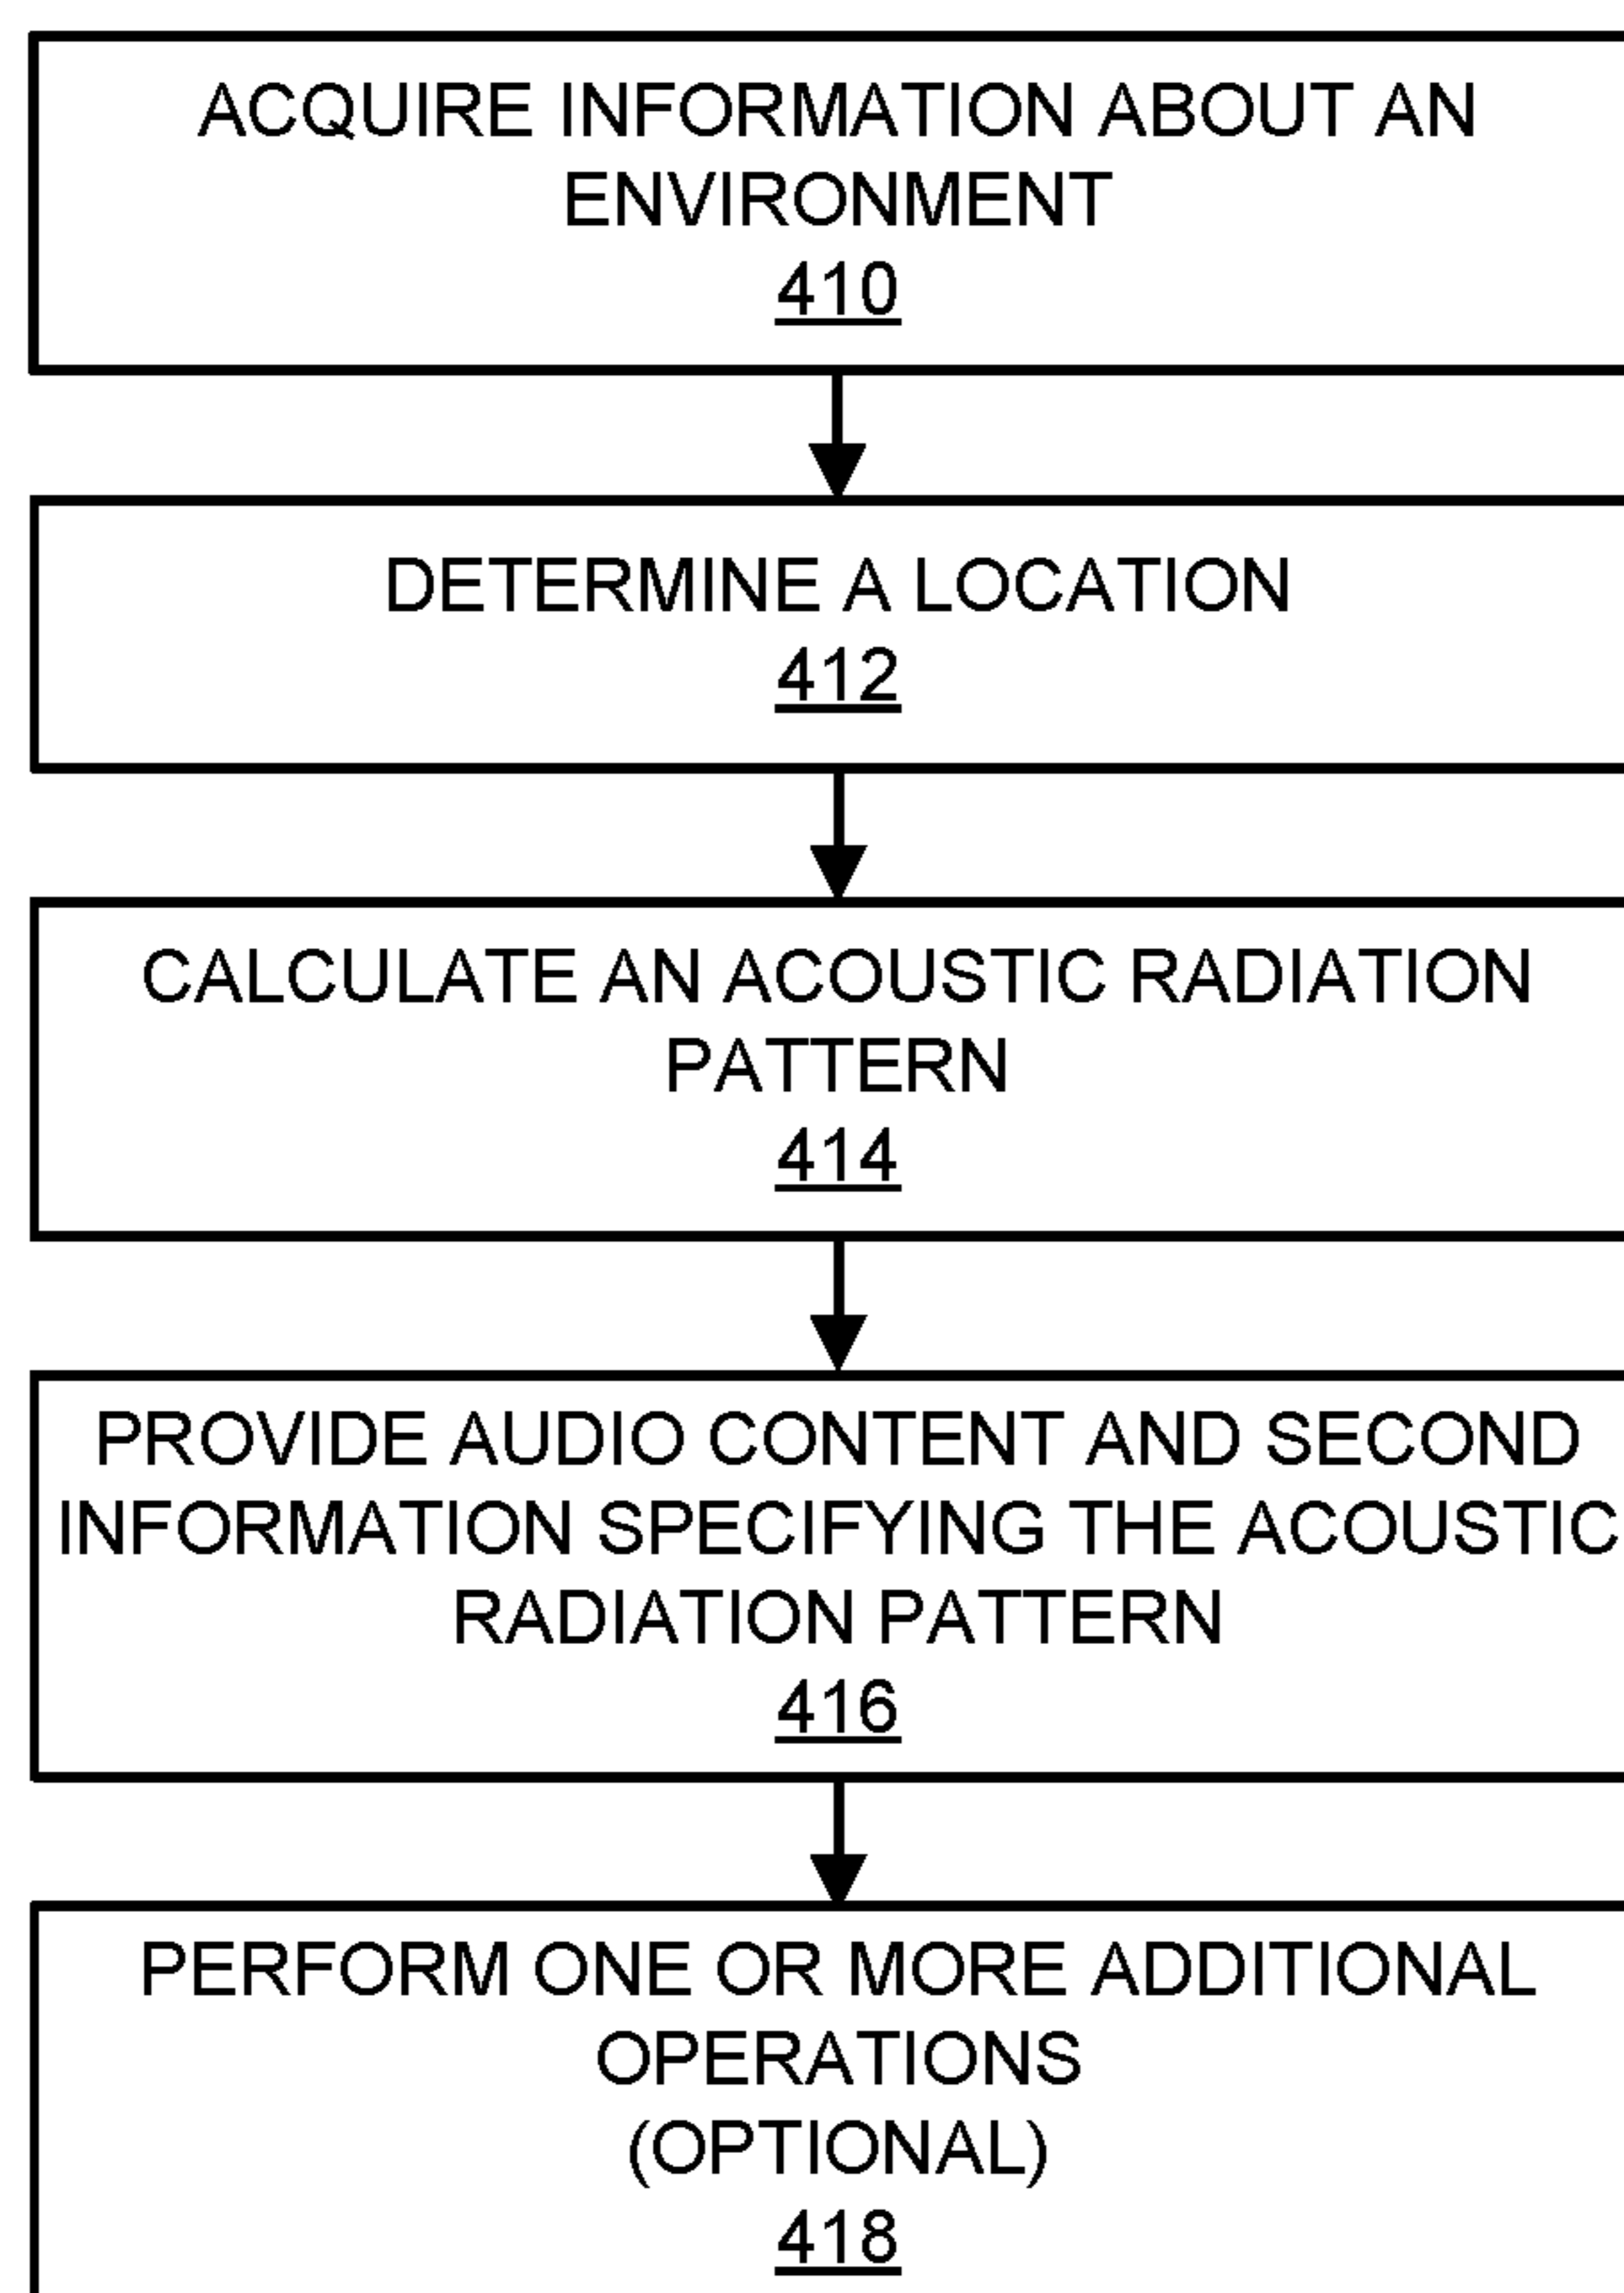 ACQUIRE INFORMATION ABOUT AN
ENVIRONMENT
410
DETERMINE A LOCATION
412
CALCULATE AN ACOUSTIC RADIATION
PATTERN
414
PROVIDE AUDIO CONTENT AND SECOND
INFORMATION SPECIFYING THE ACOUSTIC
RADIATION PATTERN
416
PERFORM ONE OR MORE ADDITIONAL
OPERATIONS
(OPTIONAL)
418